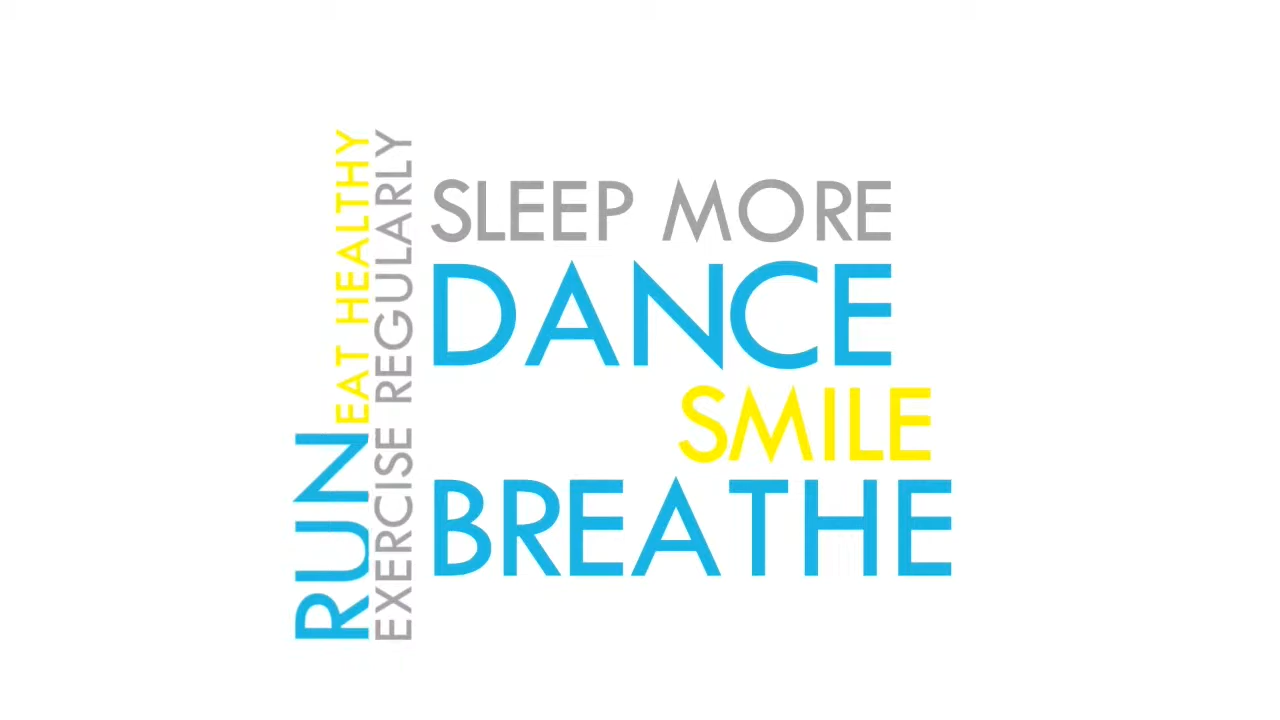 RUN
EAT HEALTHY
EXERCISE REGULARLY
SLEEP MORE
DANCE
SMILE
BREATHE